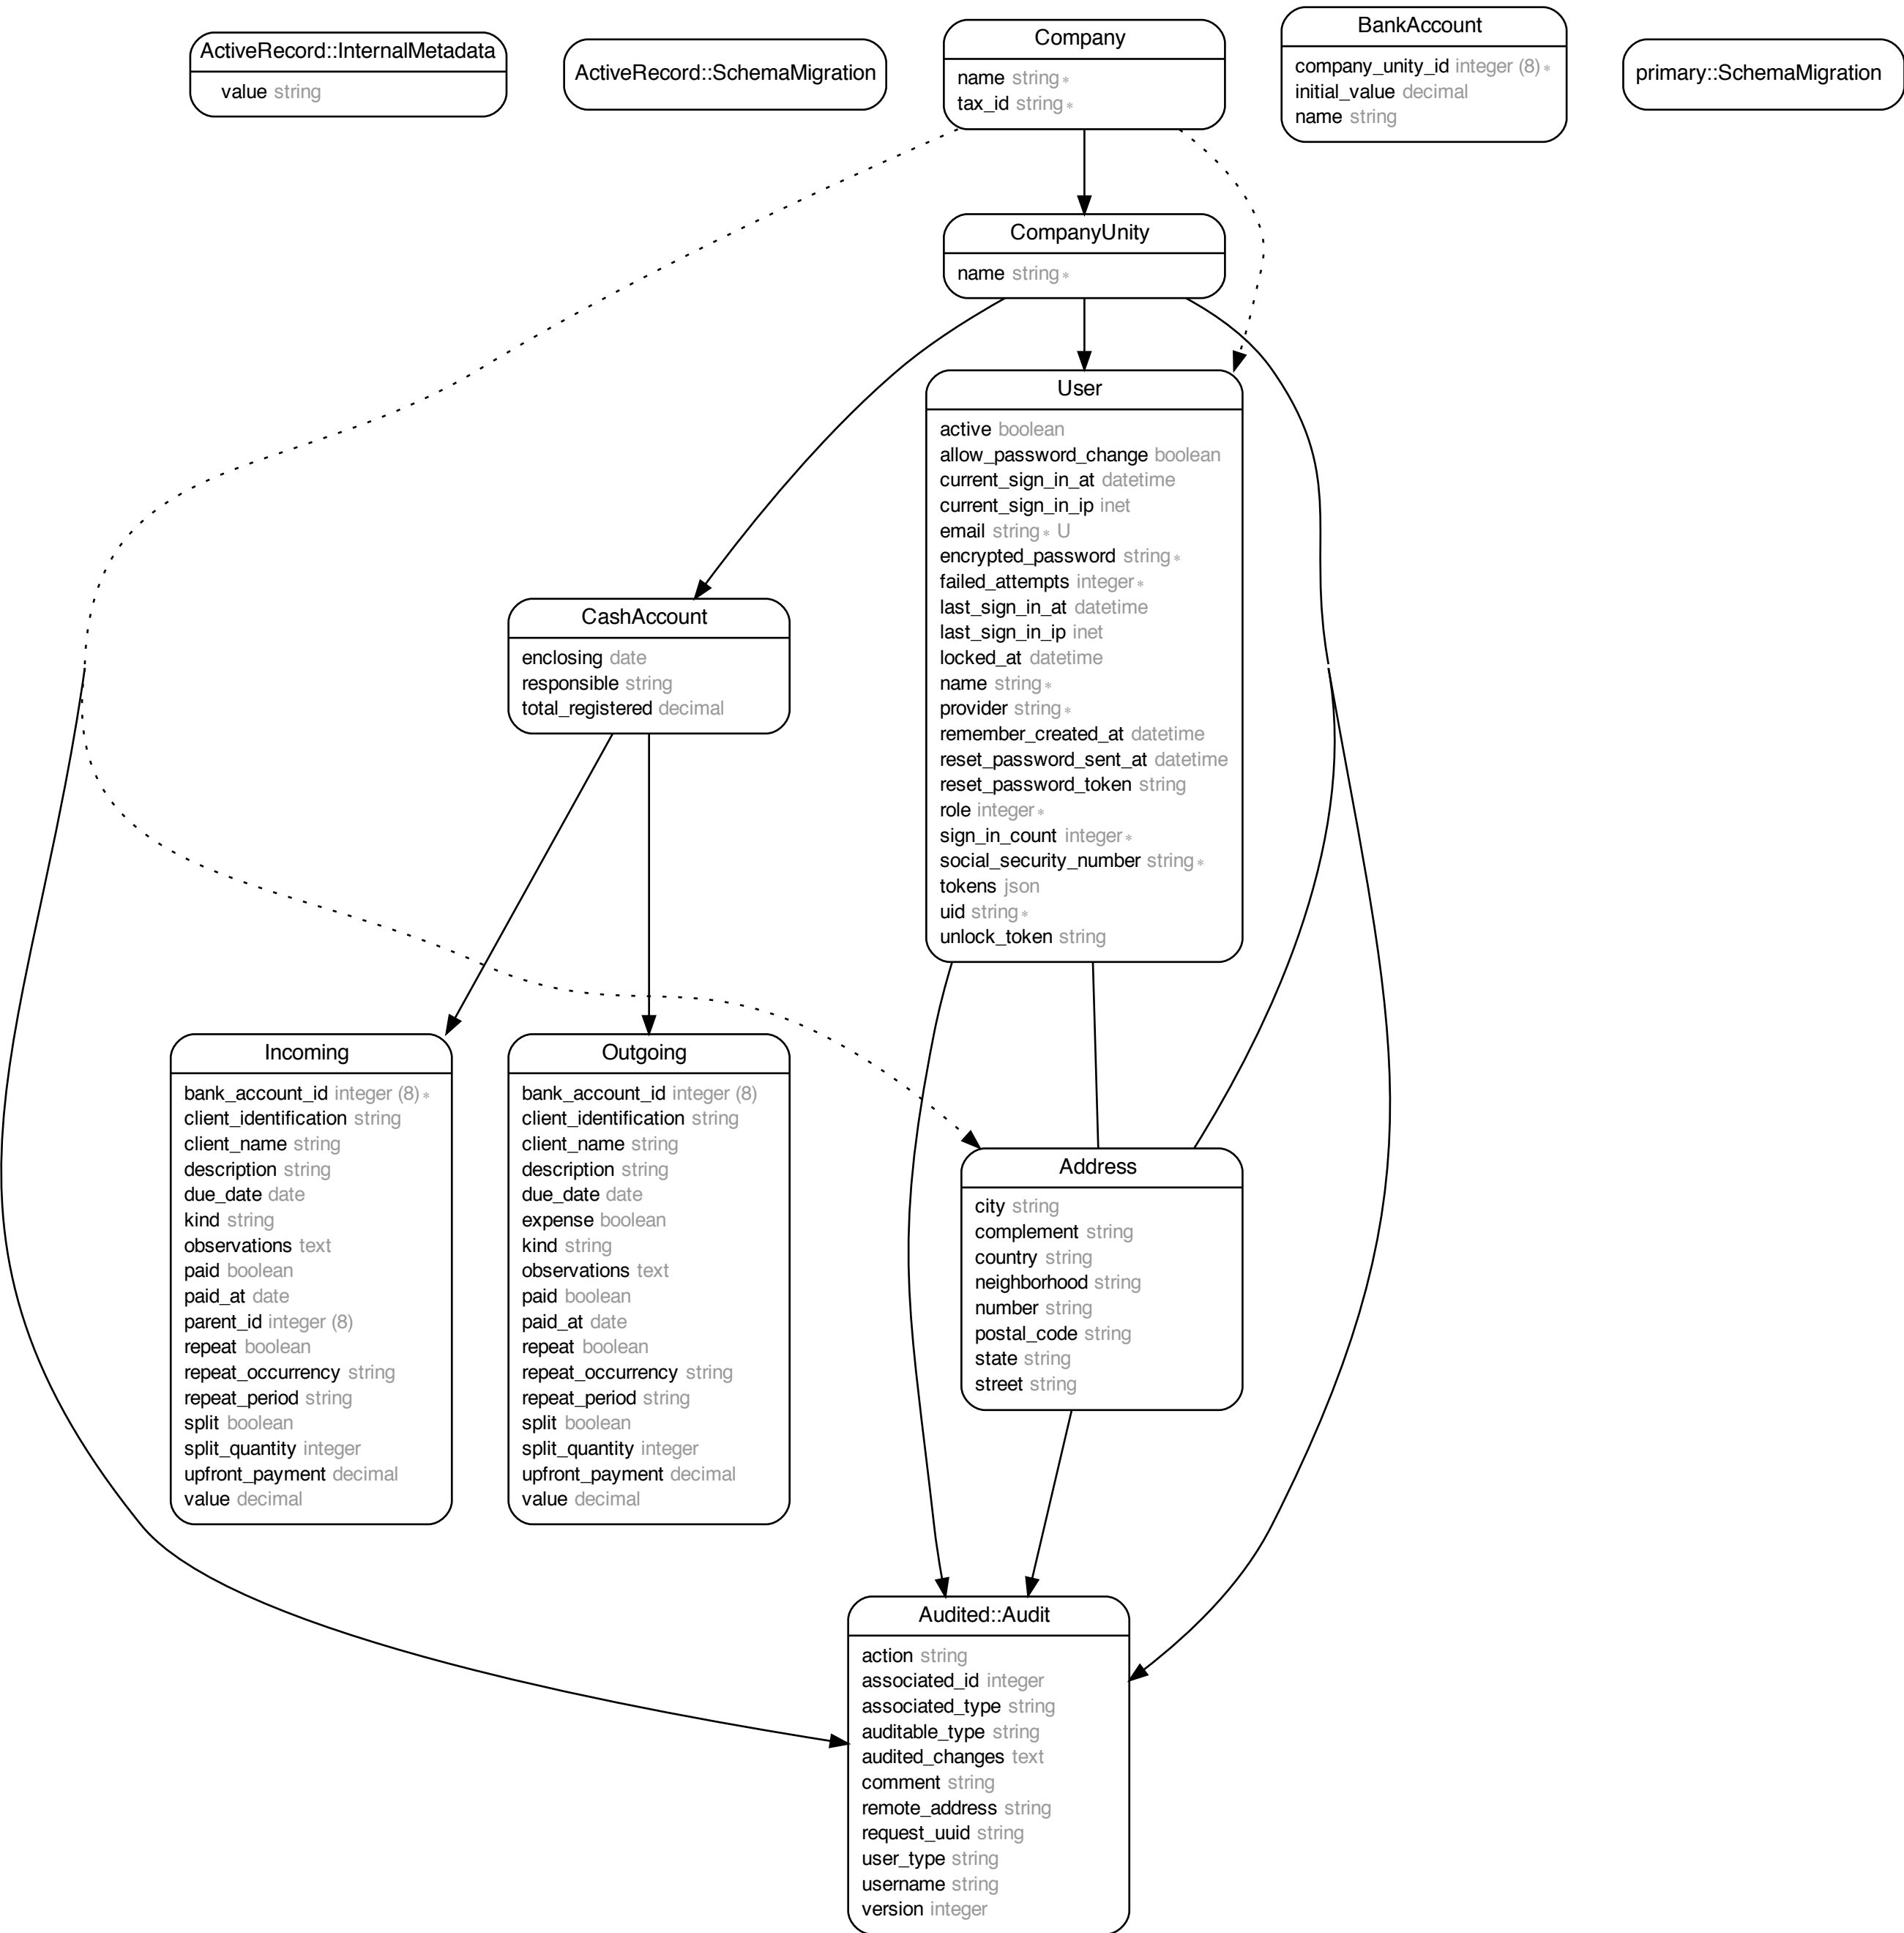 ActiveRecord::InternalMetadata
value string
ActiveRecord::SchemaMigration
Company
name string *
tax_id string *
BankAccount
company_unity_id integer (8) *
initial_value decimal
name string
primary::SchemaMigration
CompanyUnity
name string *
User
active boolean
allow_password_change boolean
current_sign_in_at datetime
current_sign_in_ip inet
email string * U
encrypted_password string *
failed_attempts integer *
last_sign_in_at datetime
last_sign_in_ip inet
locked_at datetime
name string *
provider string *
remember_created_at datetime
reset_password_sent_at datetime
reset_password_token string
role integer *
sign_in_count integer *
social_security_number string *
tokens json
uid string *
unlock_token string
CashAccount
enclosing date
responsible string
total_registered decimal
Incoming
bank_account_id integer (8) *
client_identification string
client_name string
description string
due_date date
kind string
observations text
paid boolean
paid_at date
parent_id integer (8)
repeat boolean
repeat_occurrency string
repeat_period string
split boolean
split_quantity integer
upfront_payment decimal
value decimal
Outgoing
bank_account_id integer (8)
client_identification string
client_name string
description string
due_date date
expense boolean
kind string
observations text
paid boolean
paid_at date
repeat boolean
repeat_occurrency string
repeat_period string
split boolean
split_quantity integer
upfront_payment decimal
value decimal
Address
city string
complement string
country string
neighborhood string
number string
postal_code string
state string
street string
Audited::Audit
action string
associated_id integer
associated_type string
auditable_type string
audited_changes text
comment string
remote_address string
request_uuid string
user_type string
username string
version integer